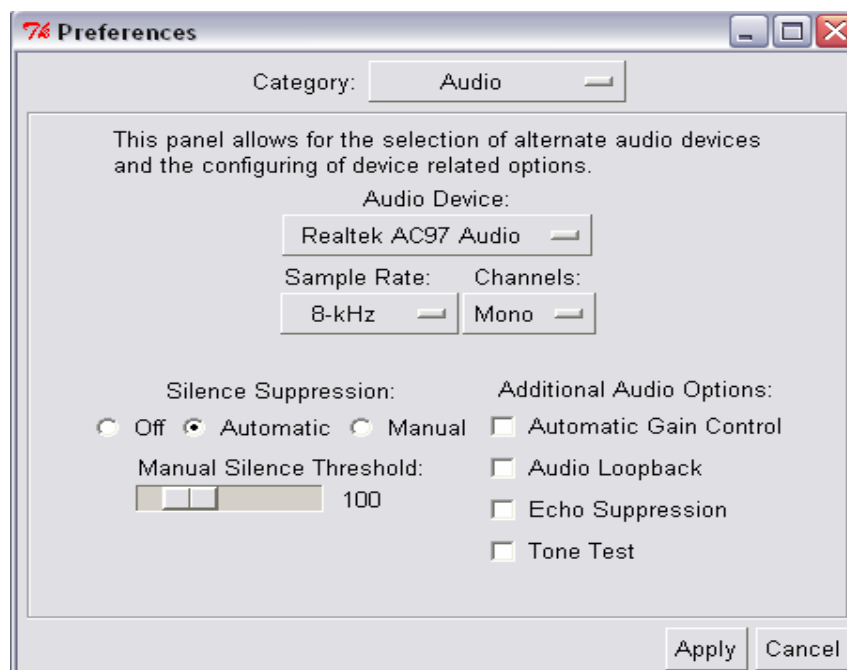 Tk Preferences
Category: Audio
This panel allows for the selection of alternate audio devices
and the configuring of device related options.
Audio Device:
Realtek AC97 Audio
Sample Rate: Channels:
8-kHz Mono
Silence Suppression: Additional Audio Options:
Off Automatic Manual Automatic Gain Control
Manual Silence Threshold: Audio Loopback
100
Echo Suppression
Tone Test
Apply Cancel